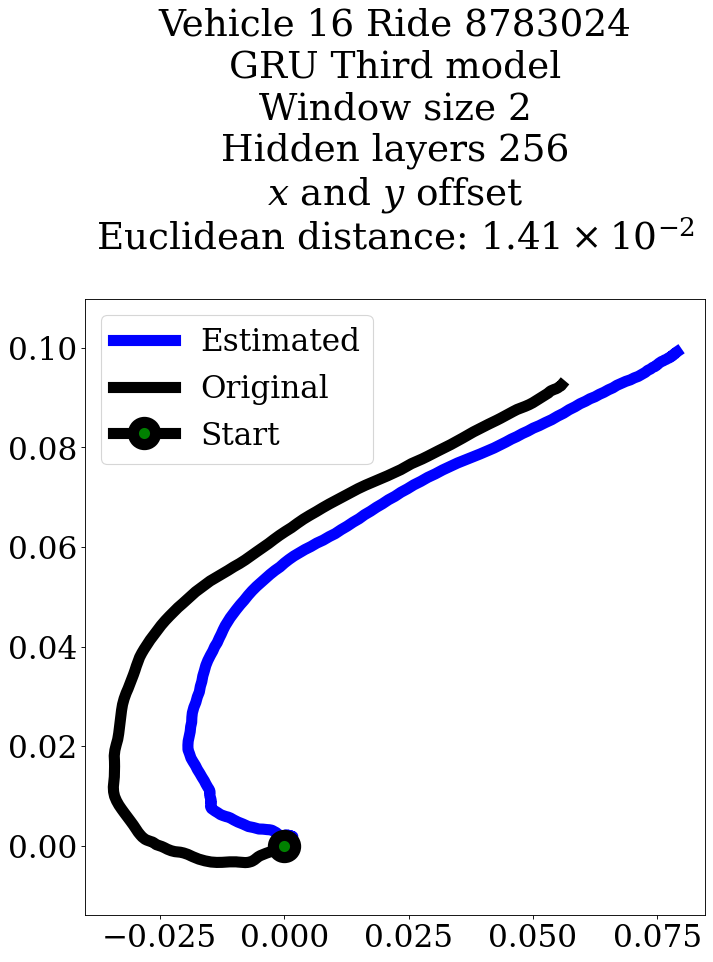 Vehicle 16 Ride 8783024
GRU Third model
Window size 2
Hidden layers 256
x and y offset
Euclidean distance: 1.41 × 10⁻²
Estimated
Original
Start
0.10
0.08
0.06
0.04
0.02
0.00
−0.025 0.000 0.025 0.050 0.075